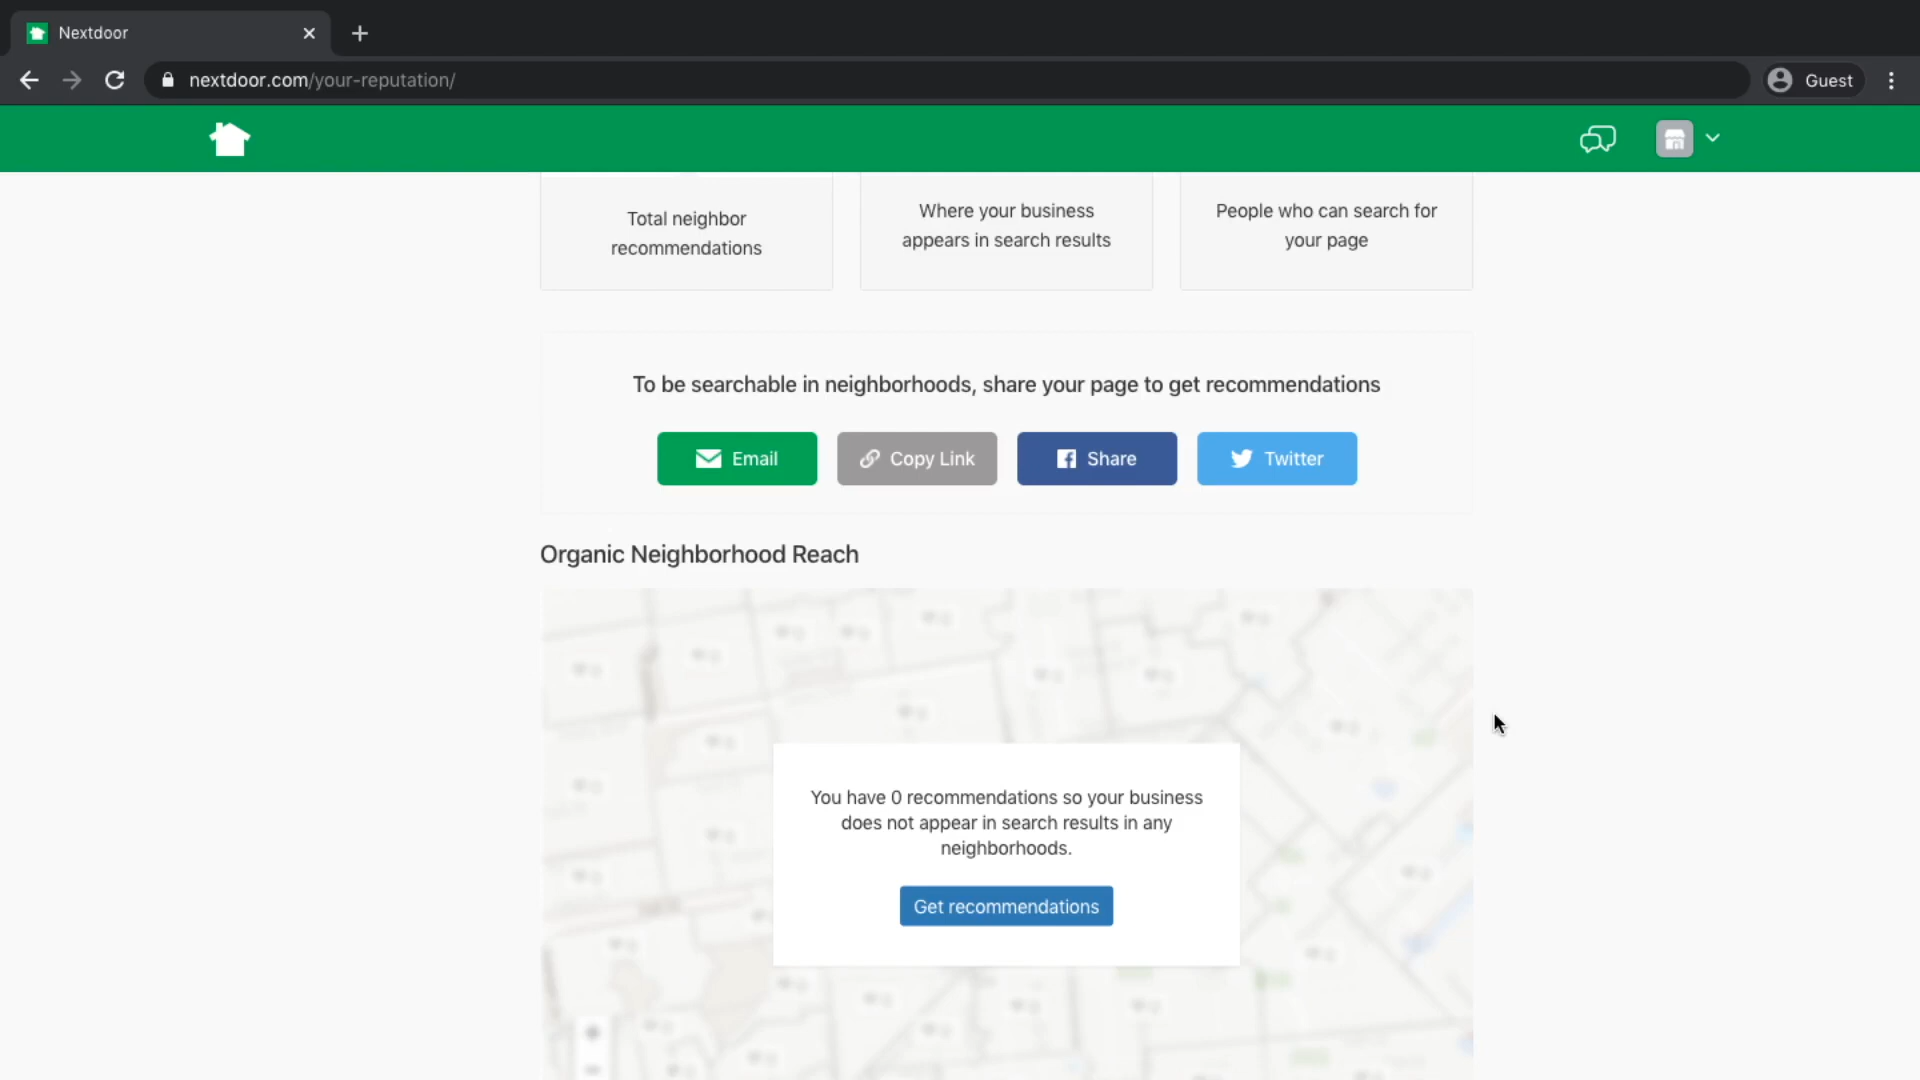 Nextdoor
nextdoor.com/your-reputation/
Guest
Total neighbor
recommendations
Where your business
appears in search results
People who can search for
your page
To be searchable in neighborhoods, share your page to get recommendations
Email
Copy Link
Share
Twitter
Organic Neighborhood Reach
You have 0 recommendations so your business
does not appear in search results in any
neighborhoods.
Get recommendations